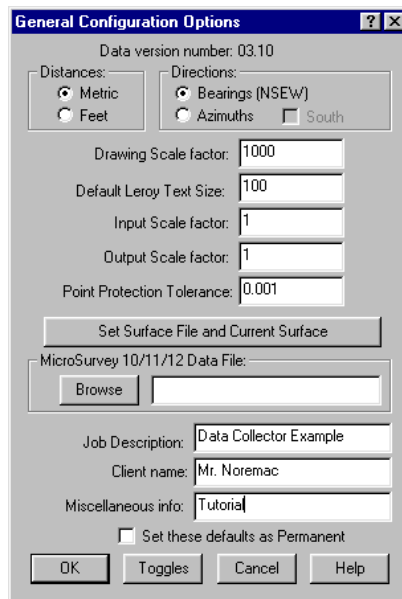 General Configuration Options
Data version number: 03.10
Distances:
Metric
Feet
Directions:
Bearings (NSEW)
Azimuths South
Drawing Scale factor: 1000
Default Leroy Text Size: 100
Input Scale factor: 1
Output Scale factor: 1
Point Protection Tolerance: 0.001
Set Surface File and Current Surface
MicroSurvey 10/11/12 Data File:
Browse
Job Description: Data Collector Example
Client name: Mr. Noremac
Miscellaneous info: Tutorial
Set these defaults as Permanent
OK Toggles Cancel Help